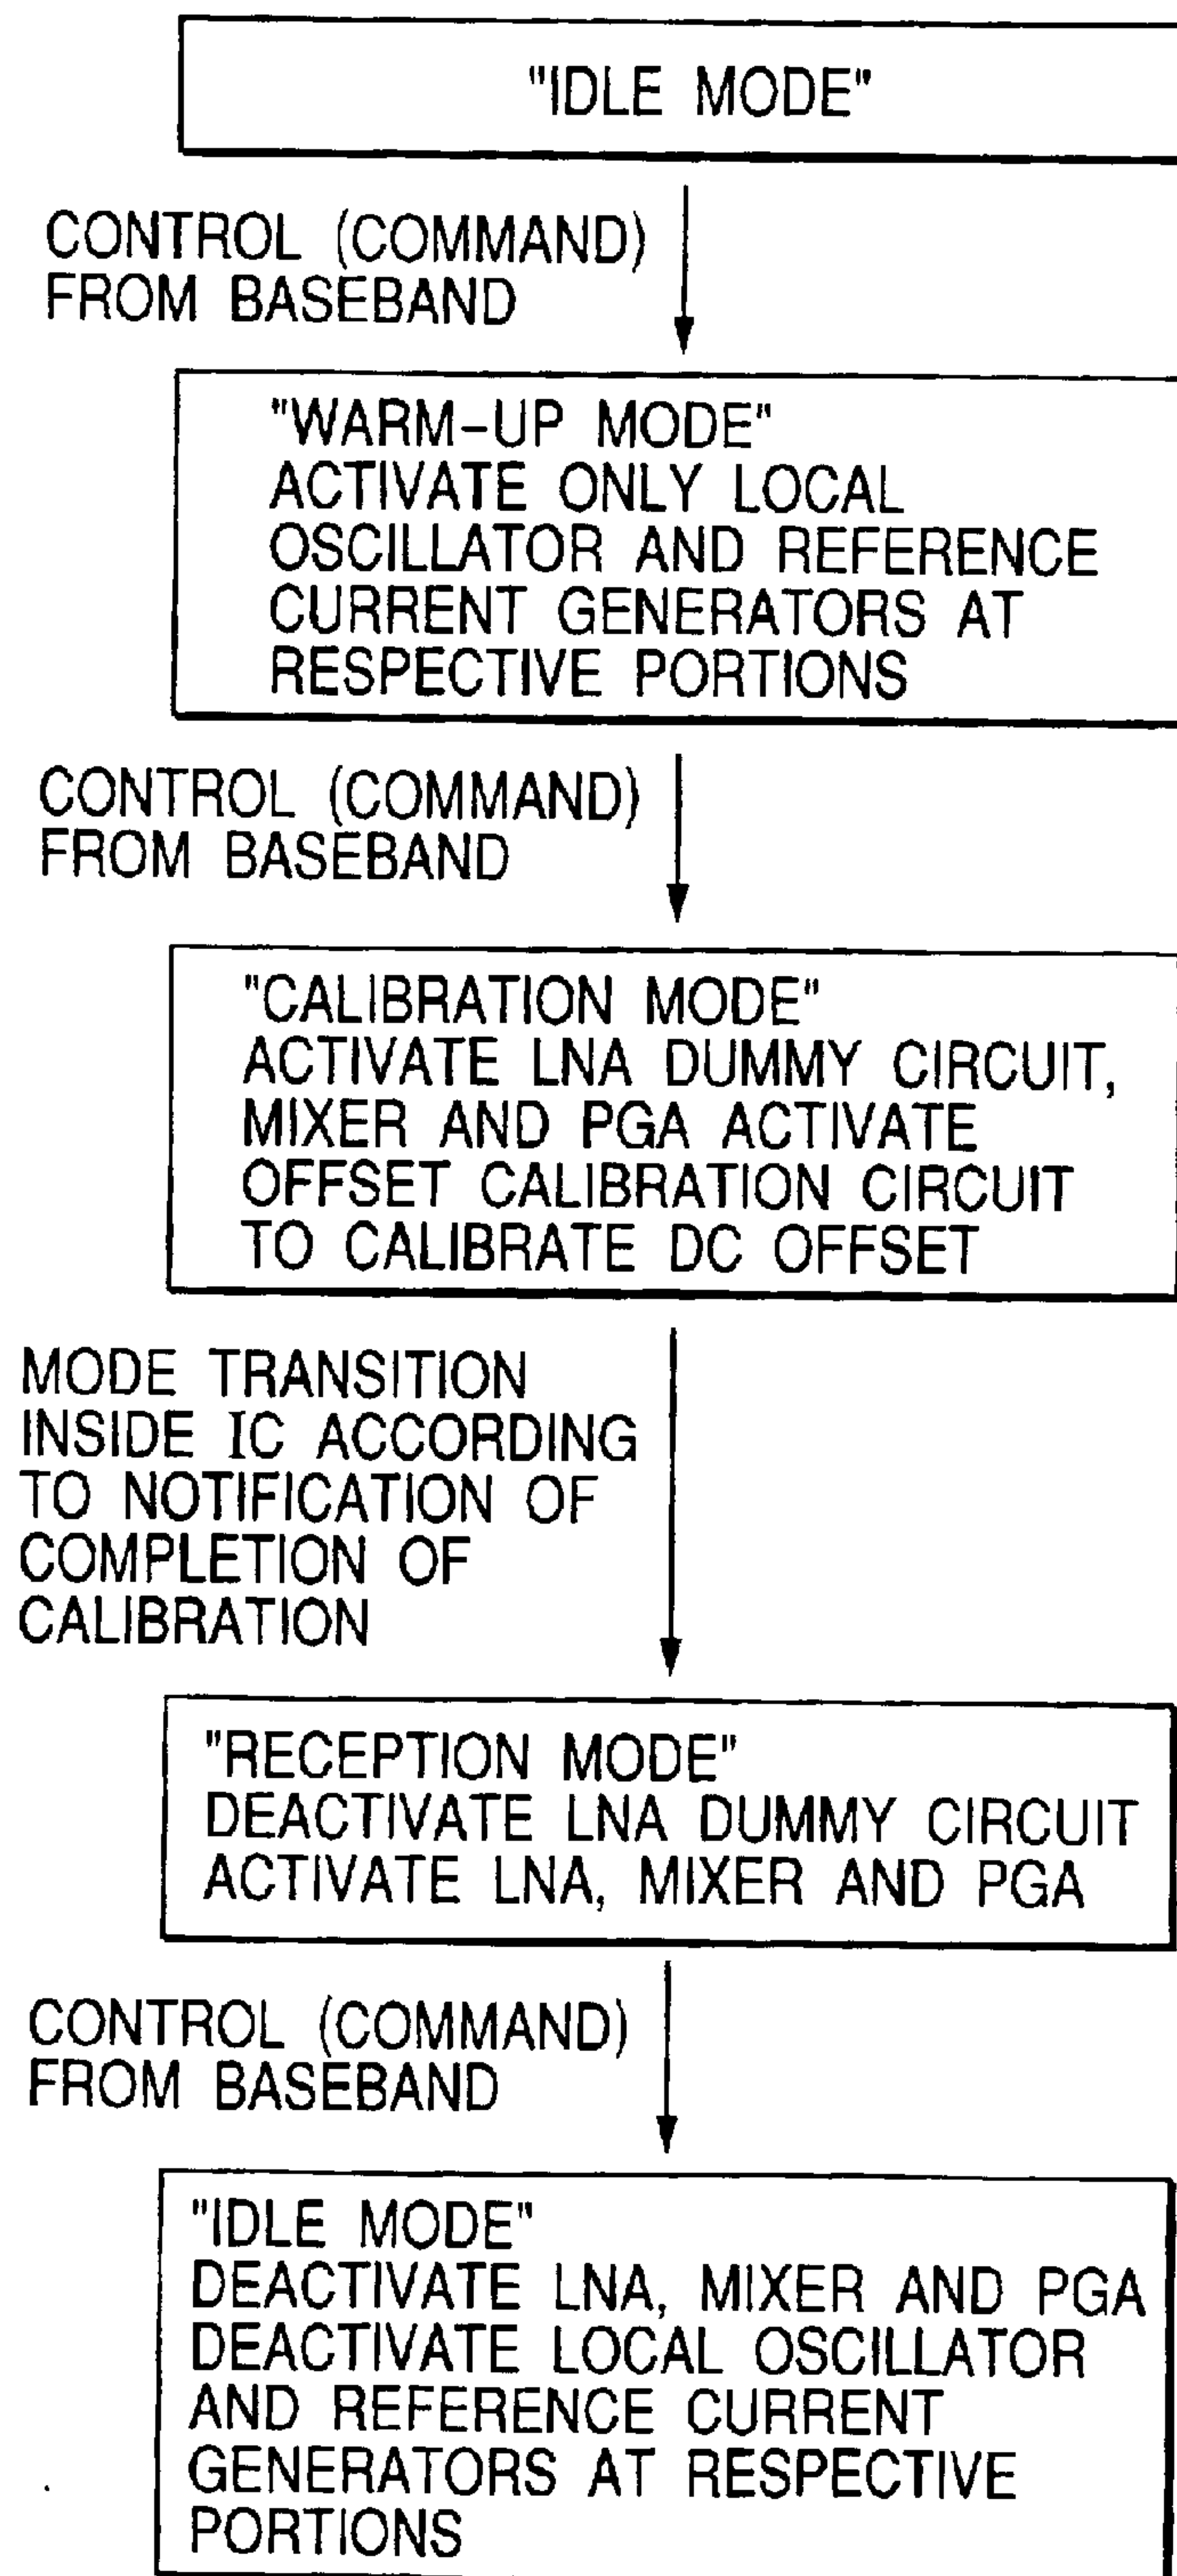 "IDLE MODE"
CONTROL (COMMAND)
FROM BASEBAND
"WARM-UP MODE"
ACTIVATE ONLY LOCAL
OSCILLATOR AND REFERENCE
CURRENT GENERATORS AT
RESPECTIVE PORTIONS
CONTROL (COMMAND)
FROM BASEBAND
"CALIBRATION MODE"
ACTIVATE LNA DUMMY CIRCUIT,
MIXER AND PGA ACTIVATE
OFFSET CALIBRATION CIRCUIT
TO CALIBRATE DC OFFSET
MODE TRANSITION
INSIDE IC ACCORDING
TO NOTIFICATION OF
COMPLETION OF
CALIBRATION
"RECEPTION MODE"
DEACTIVATE LNA DUMMY CIRCUIT
ACTIVATE LNA, MIXER AND PGA
CONTROL (COMMAND)
FROM BASEBAND
"IDLE MODE"
DEACTIVATE LNA, MIXER AND PGA
DEACTIVATE LOCAL OSCILLATOR
AND REFERENCE CURRENT
GENERATORS AT RESPECTIVE
PORTIONS